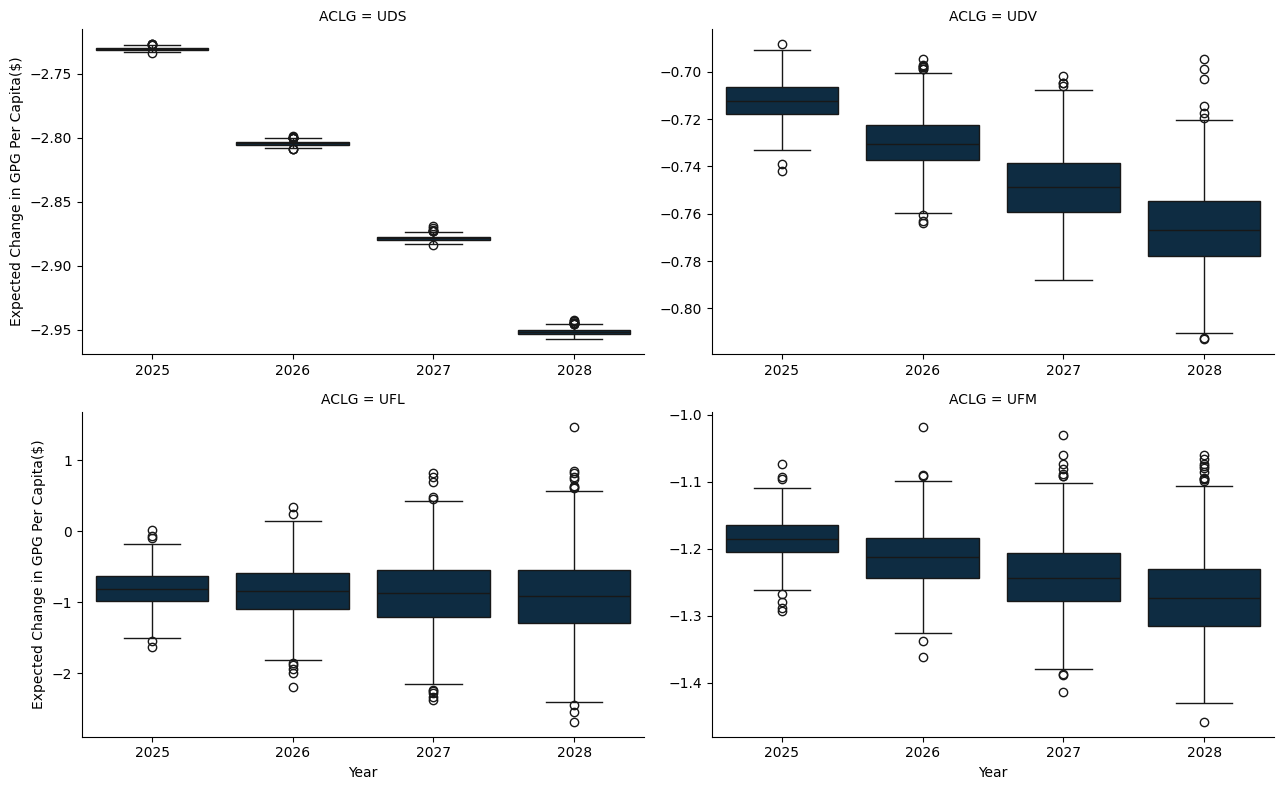 ACLG = UDS
Expected Change in GPG Per Capita($)
−2.75
−2.80
−2.85
−2.90
−2.95
2025 2026 2027 2028
ACLG = UDV
−0.70
−0.72
−0.74
−0.76
−0.78
−0.80
2025 2026 2027 2028
ACLG = UFL
Expected Change in GPG Per Capita($)
1
0
−1
−2
2025 2026 2027 2028
Year
ACLG = UFM
−1.0
−1.1
−1.2
−1.3
−1.4
2025 2026 2027 2028
Year